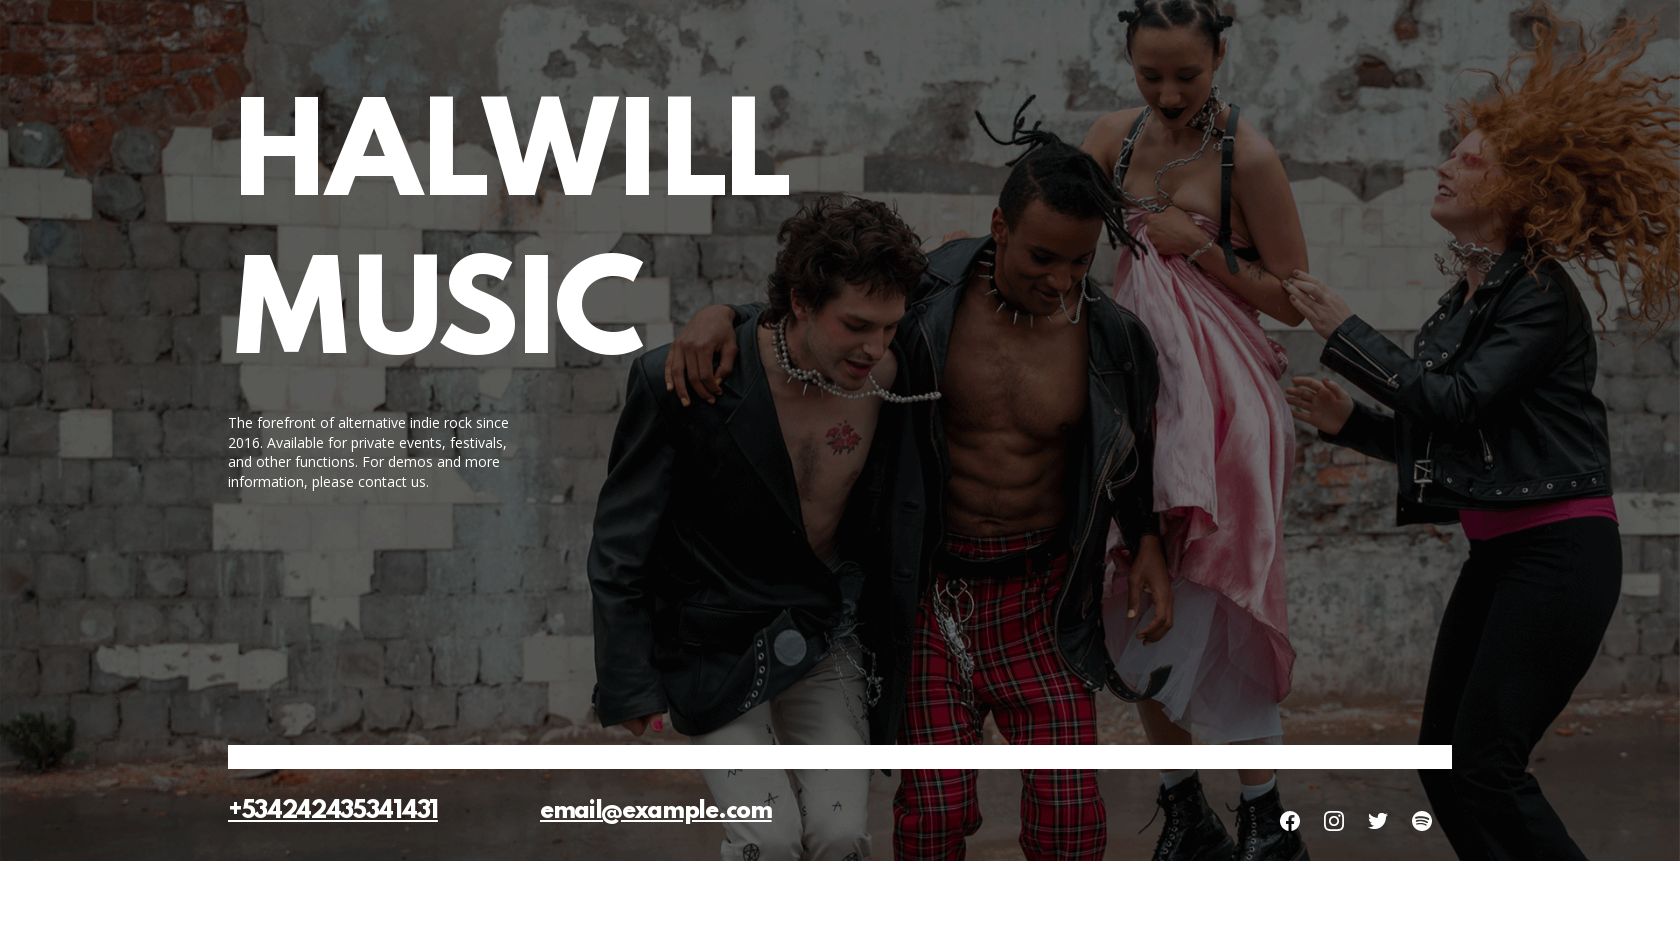 HALWILL
MUSIC
The forefront of alternative indie rock since
2016. Available for private events, festivals,
and other functions. For demos and more
information, please contact us.
+534242435341431
email@example.com